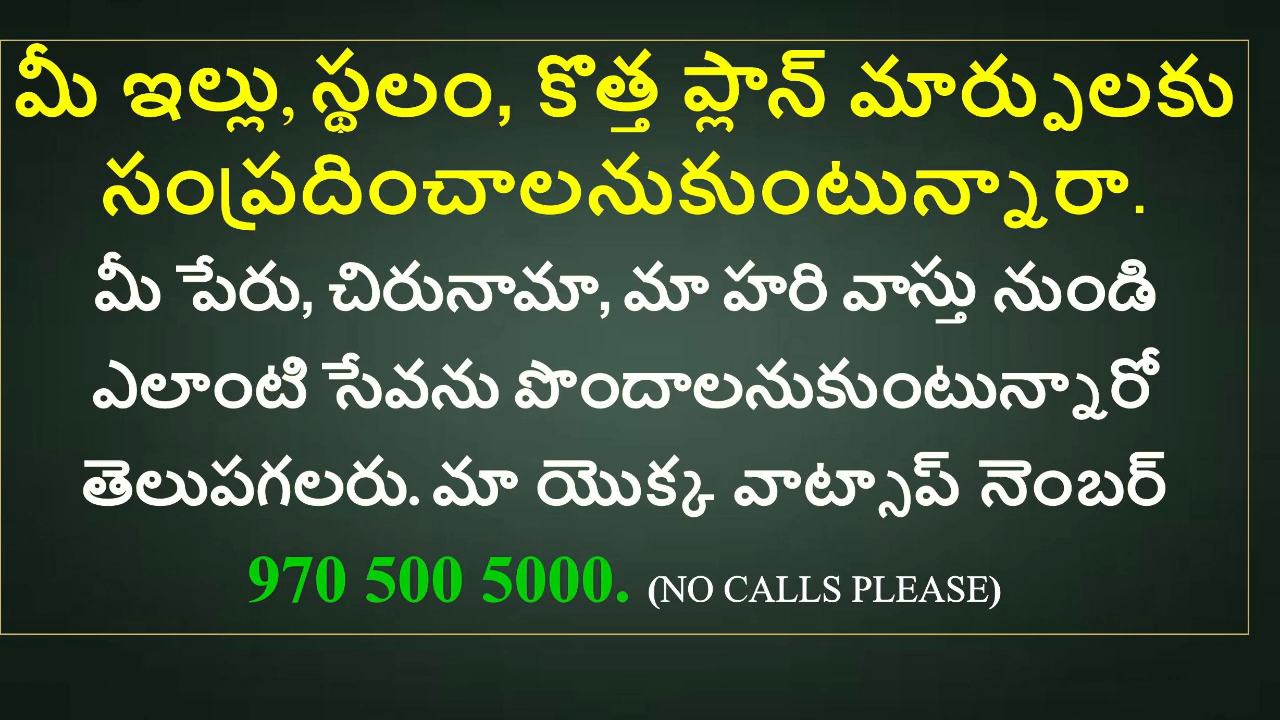 మీ ఇల్లు, స్థలం, కొత్త ప్లాన్ మార్పులకు
సంప్రదించాలనుకుంటున్నారా.
మీ పేరు, చిరునామా, మా హరి వాస్తు నుండి
ఎలాంటి సేవను పొందాలనుకుంటున్నారో
తెలుపగలరు. మా యొక్క వాట్సాప్ నెంబర్
970 500 5000. (NO CALLS PLEASE)